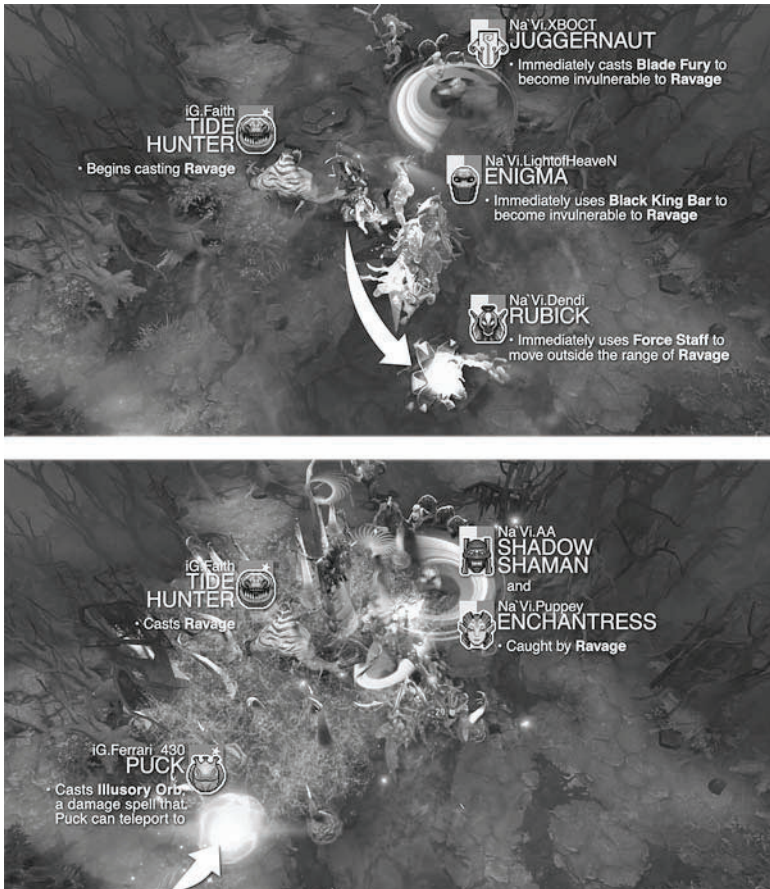 Na`Vi.XBOCT
JUGGERNAUT
• Immediately casts Blade Fury to
become invulnerable to Ravage
iG.Faith
TIDE
HUNTER
• Begins casting Ravage
Na`Vi.LightofHeaveN
ENIGMA
• Immediately uses Black King Bar to
become invulnerable to Ravage
Na`Vi.Dendi
RUBICK
• Immediately uses Force Staff to
move outside the range of Ravage
iG.Faith
TIDE
HUNTER
• Casts Ravage
Na`Vi.AA
SHADOW
SHAMAN
and
Na`Vi.Puppey
ENCHANTRESS
• Caught by Ravage
iG.Ferrari_430
PUCK
• Casts Illusory Orb,
a damage spell that
Puck can teleport to